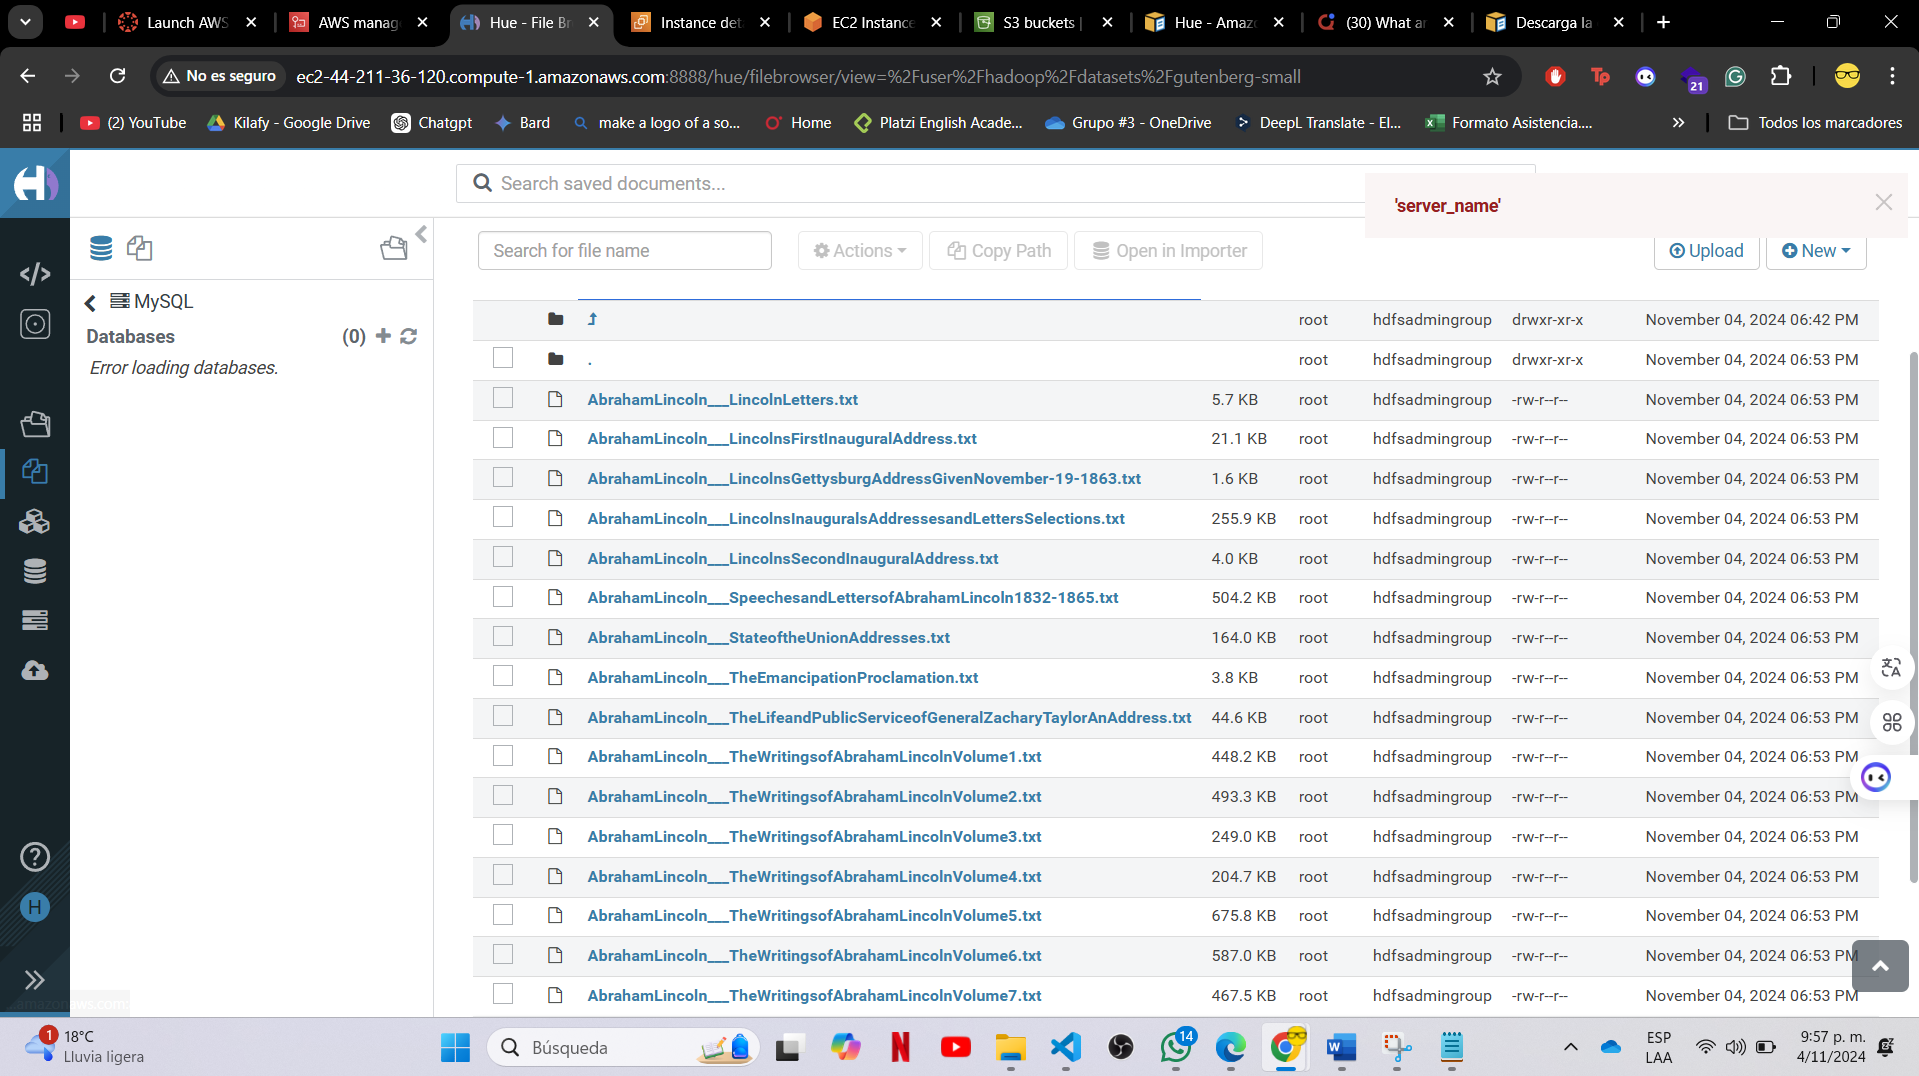 Launch AWS
AWS manag
Hue - File Br
Instance det
EC2 Instance
S3 buckets |
Hue - Amaz
(30) What a
Descarga la
No es seguro
ec2-44-211-36-120.compute-1.amazonaws.com:8888/hue/filebrowser/view=%2Fuser%2Fhadoop%2Fdatasets%2Fgutenberg-small
21
(2) YouTube
Kilafy - Google Drive
Chatgpt
Bard
make a logo of a so...
Home
Platzi English Acade...
Grupo #3 - OneDrive
DeepL Translate - El...
Formato Asistencia....
Todos los marcadores
Search saved documents...
'server_name'
Search for file name
Actions
Copy Path
Open in Importer
Upload
New
MySQL
Databases (0)
Error loading databases.
root hdfsadmingroup drwxr-xr-x November 04, 2024 06:42 PM
. root hdfsadmingroup drwxr-xr-x November 04, 2024 06:53 PM
AbrahamLincoln___LincolnLetters.txt 5.7 KB root hdfsadmingroup -rw-r--r-- November 04, 2024 06:53 PM
AbrahamLincoln___LincolnsFirstInauguralAddress.txt 21.1 KB root hdfsadmingroup -rw-r--r-- November 04, 2024 06:53 PM
AbrahamLincoln___LincolnsGettysburgAddressGivenNovember-19-1863.txt 1.6 KB root hdfsadmingroup -rw-r--r-- November 04, 2024 06:53 PM
AbrahamLincoln___LincolnsInauguralsAddressesandLettersSelections.txt 255.9 KB root hdfsadmingroup -rw-r--r-- November 04, 2024 06:53 PM
AbrahamLincoln___LincolnsSecondInauguralAddress.txt 4.0 KB root hdfsadmingroup -rw-r--r-- November 04, 2024 06:53 PM
AbrahamLincoln___SpeechesandLettersofAbrahamLincoln1832-1865.txt 504.2 KB root hdfsadmingroup -rw-r--r-- November 04, 2024 06:53 PM
AbrahamLincoln___StateoftheUnionAddresses.txt 164.0 KB root hdfsadmingroup -rw-r--r-- November 04, 2024 06:53 PM
AbrahamLincoln___TheEmancipationProclamation.txt 3.8 KB root hdfsadmingroup -rw-r--r-- November 04, 2024 06:53 PM
AbrahamLincoln___TheLifeandPublicServiceofGeneralZacharyTaylorAnAddress.txt 44.6 KB root hdfsadmingroup -rw-r--r-- November 04, 2024 06:53 PM
AbrahamLincoln___TheWritingsofAbrahamLincolnVolume1.txt 448.2 KB root hdfsadmingroup -rw-r--r-- November 04, 2024 06:53 PM
AbrahamLincoln___TheWritingsofAbrahamLincolnVolume2.txt 493.3 KB root hdfsadmingroup -rw-r--r-- November 04, 2024 06:53 PM
AbrahamLincoln___TheWritingsofAbrahamLincolnVolume3.txt 249.0 KB root hdfsadmingroup -rw-r--r-- November 04, 2024 06:53 PM
AbrahamLincoln___TheWritingsofAbrahamLincolnVolume4.txt 204.7 KB root hdfsadmingroup -rw-r--r-- November 04, 2024 06:53 PM
AbrahamLincoln___TheWritingsofAbrahamLincolnVolume5.txt 675.8 KB root hdfsadmingroup -rw-r--r-- November 04, 2024 06:53 PM
AbrahamLincoln___TheWritingsofAbrahamLincolnVolume6.txt 587.0 KB root hdfsadmingroup -rw-r--r-- November 04, 2024 06:53 PM
AbrahamLincoln___TheWritingsofAbrahamLincolnVolume7.txt 467.5 KB root hdfsadmingroup -rw-r--r-- November 04, 2024 06:53 PM
H
1
18°C
Lluvia ligera
Búsqueda
14
ESP
LAA
9:57 p. m.
4/11/2024